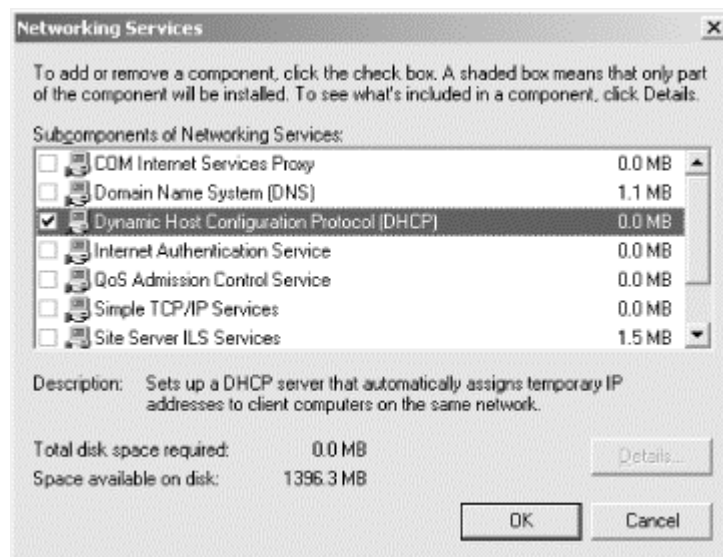 Networking Services
To add or remove a component, click the check box. A shaded box means that only part
of the component will be installed. To see what's included in a component, click Details.
Subcomponents of Networking Services:
COM Internet Services Proxy 0.0 MB
Domain Name System (DNS) 1.1 MB
Dynamic Host Configuration Protocol (DHCP) 0.0 MB
Internet Authentication Service 0.0 MB
QoS Admission Control Service 0.0 MB
Simple TCP/IP Services 0.0 MB
Site Server ILS Services 1.5 MB
Description: Sets up a DHCP server that automatically assigns temporary IP
addresses to client computers on the same network.
Total disk space required: 0.0 MB
Space available on disk: 1396.3 MB
Details...
OK Cancel